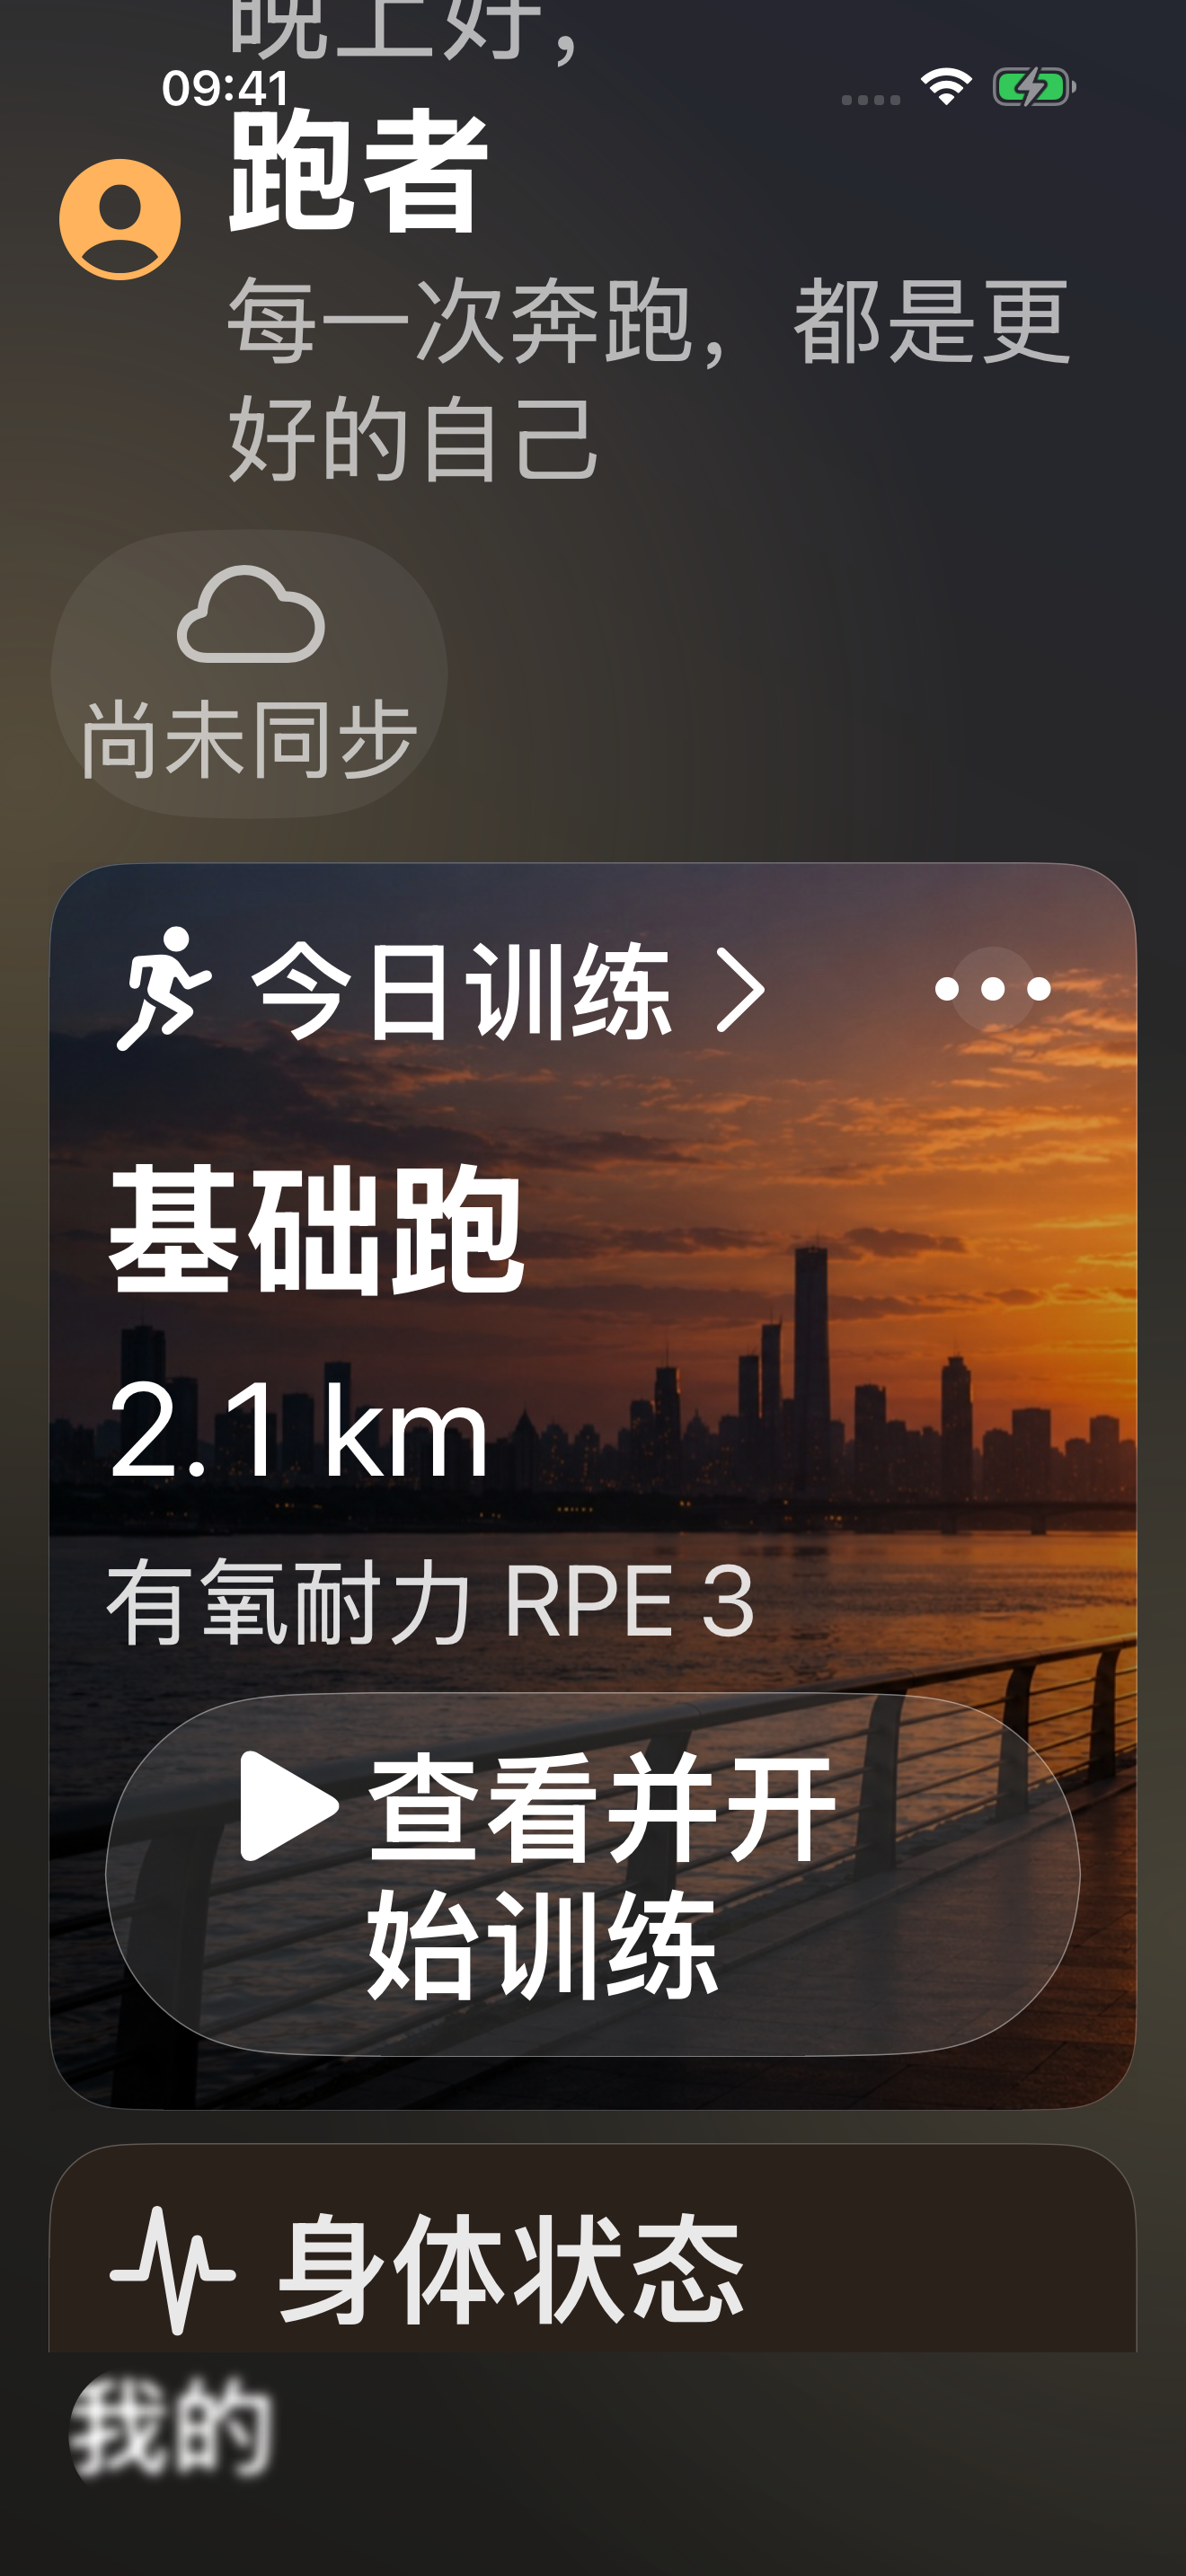 晚上好，
09:41
跑者
每一次奔跑，都是更
好的自己
尚未同步
今日训练
基础跑
2.1 km
有氧耐力 RPE 3
查看并开
始训练
身体状态
我的